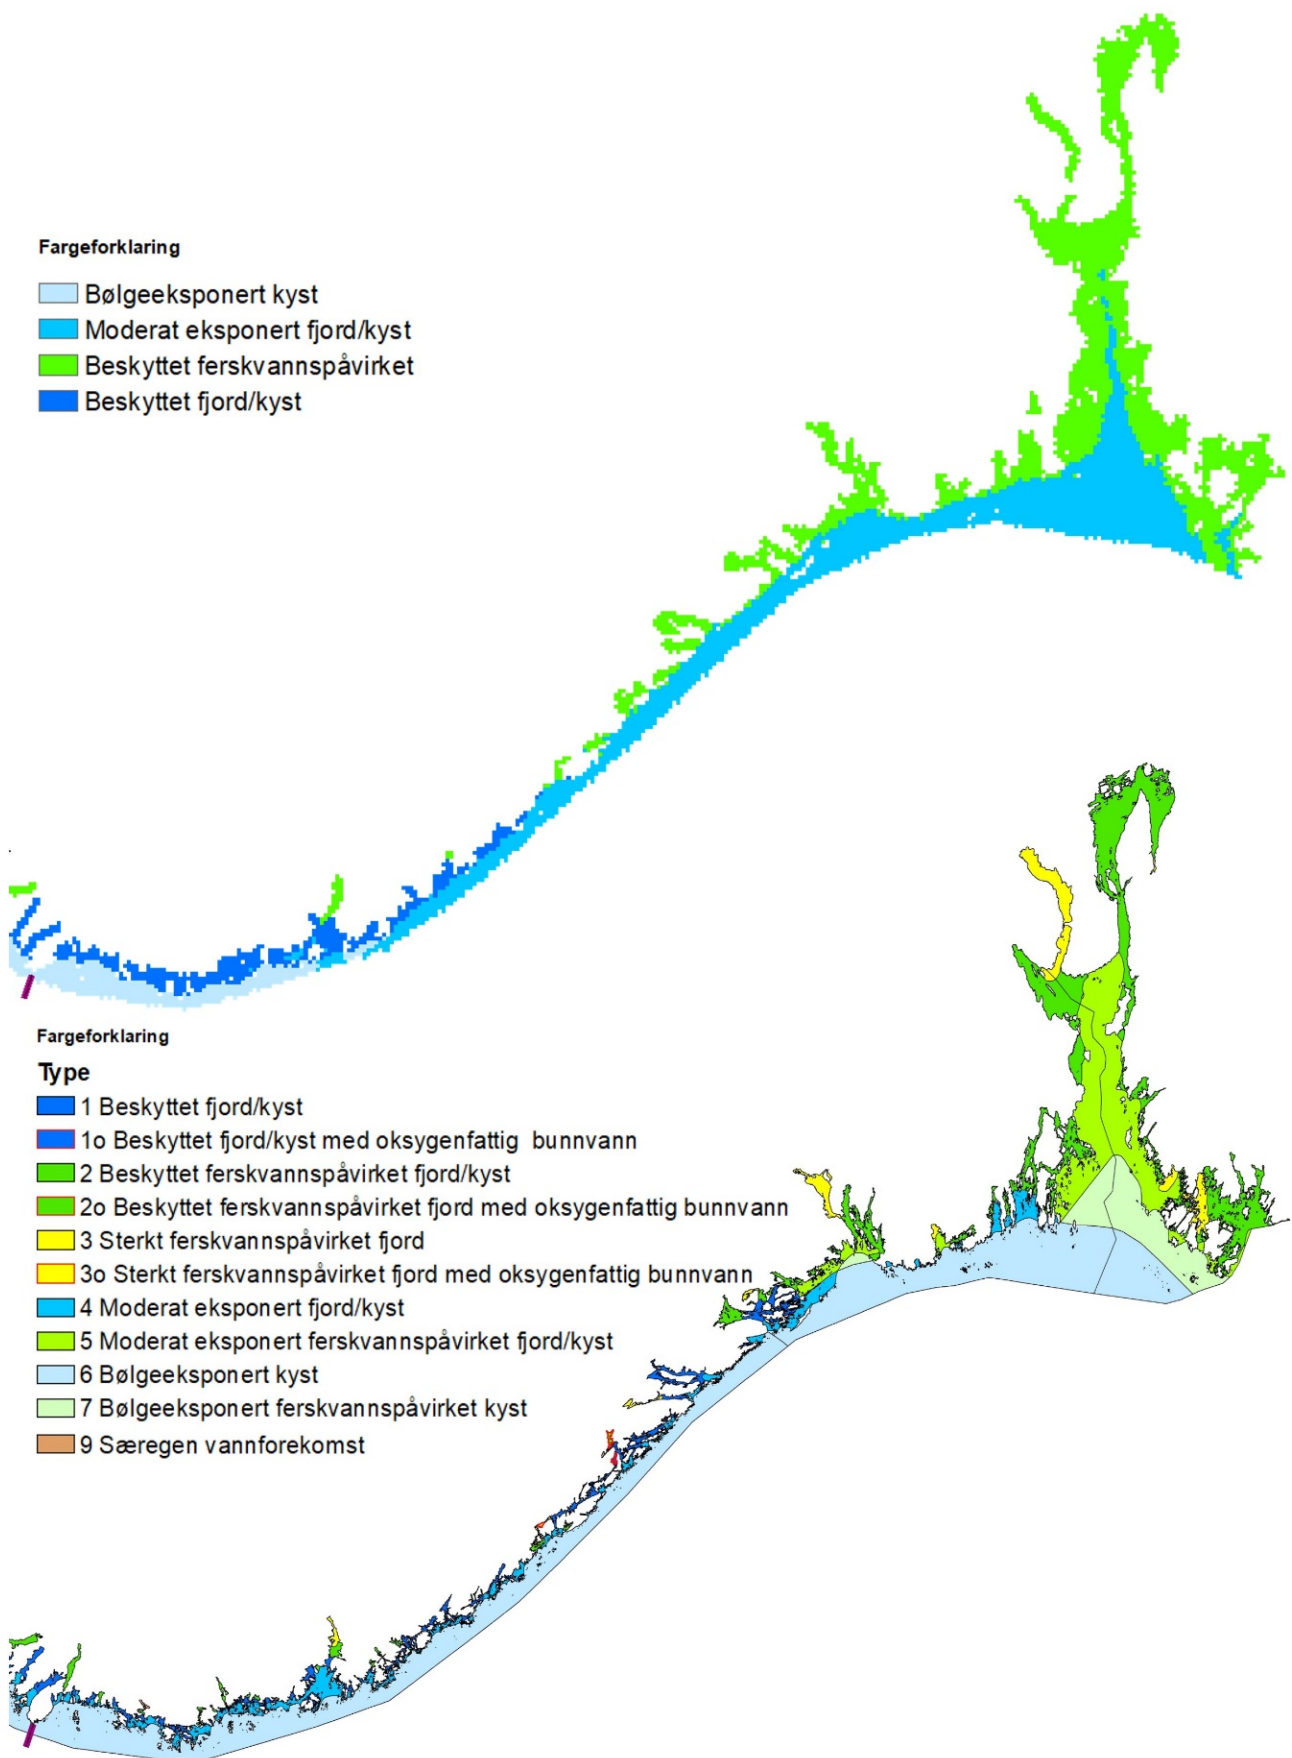 Fargeforklaring
Bølgeeksponert kyst
Moderat eksponert fjord/kyst
Beskyttet ferskvannspåvirket
Beskyttet fjord/kyst
Fargeforklaring
Type
1 Beskyttet fjord/kyst
1o Beskyttet fjord/kyst med oksygenfattig bunnvann
2 Beskyttet ferskvannspåvirket fjord/kyst
2o Beskyttet ferskvannspåvirket fjord med oksygenfattig bunnvann
3 Sterkt ferskvannspåvirket fjord
3o Sterkt ferskvannspåvirket fjord med oksygenfattig bunnvann
4 Moderat eksponert fjord/kyst
5 Moderat eksponert ferskvannspåvirket fjord/kyst
6 Bølgeeksponert kyst
7 Bølgeeksponert ferskvannspåvirket kyst
9 Særegen vannforekomst